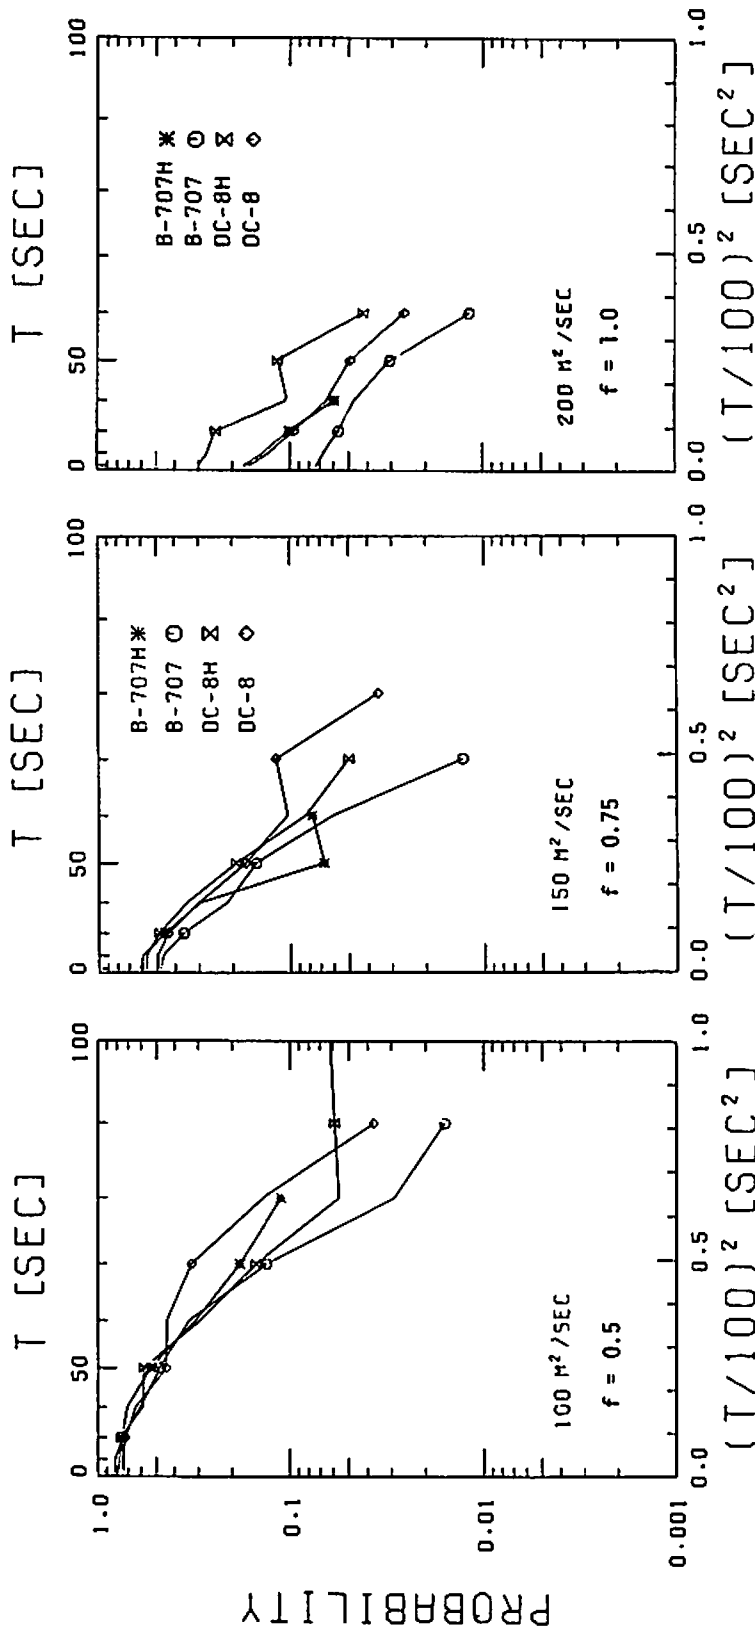 PROBABILITY
1.0
0.1
0.01
0.001
T [SEC]
0 50 100
100 M²/SEC
f = 0.5
0.0 0.5 1.0
(T/100)² [SEC²]
T [SEC]
0 50 100
B-707H
B-707
DC-8H
DC-8
150 M²/SEC
f = 0.75
0.0 0.5 1.0
(T/100)² [SEC²]
T [SEC]
0 50 100
B-707H
B-707
DC-8H
DC-8
200 M²/SEC
f = 1.0
0.0 0.5 1.0
(T/100)² [SEC²]